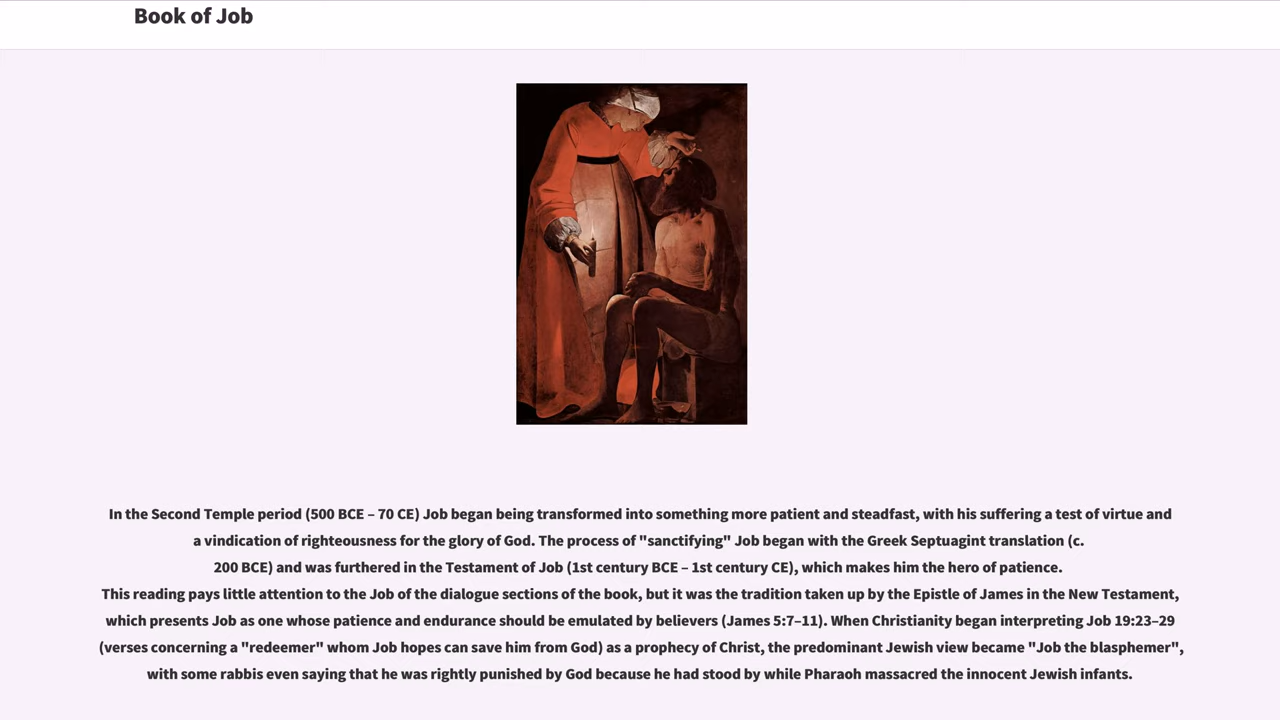 Book of Job
In the Second Temple period (500 BCE – 70 CE) Job began being transformed into something more patient and steadfast, with his suffering a test of virtue and
a vindication of righteousness for the glory of God. The process of "sanctifying" Job began with the Greek Septuagint translation (c.
200 BCE) and was furthered in the Testament of Job (1st century BCE – 1st century CE), which makes him the hero of patience.
This reading pays little attention to the Job of the dialogue sections of the book, but it was the tradition taken up by the Epistle of James in the New Testament,
which presents Job as one whose patience and endurance should be emulated by believers (James 5:7–11). When Christianity began interpreting Job 19:23–29
(verses concerning a "redeemer" whom Job hopes can save him from God) as a prophecy of Christ, the predominant Jewish view became "Job the blasphemer",
with some rabbis even saying that he was rightly punished by God because he had stood by while Pharaoh massacred the innocent Jewish infants.